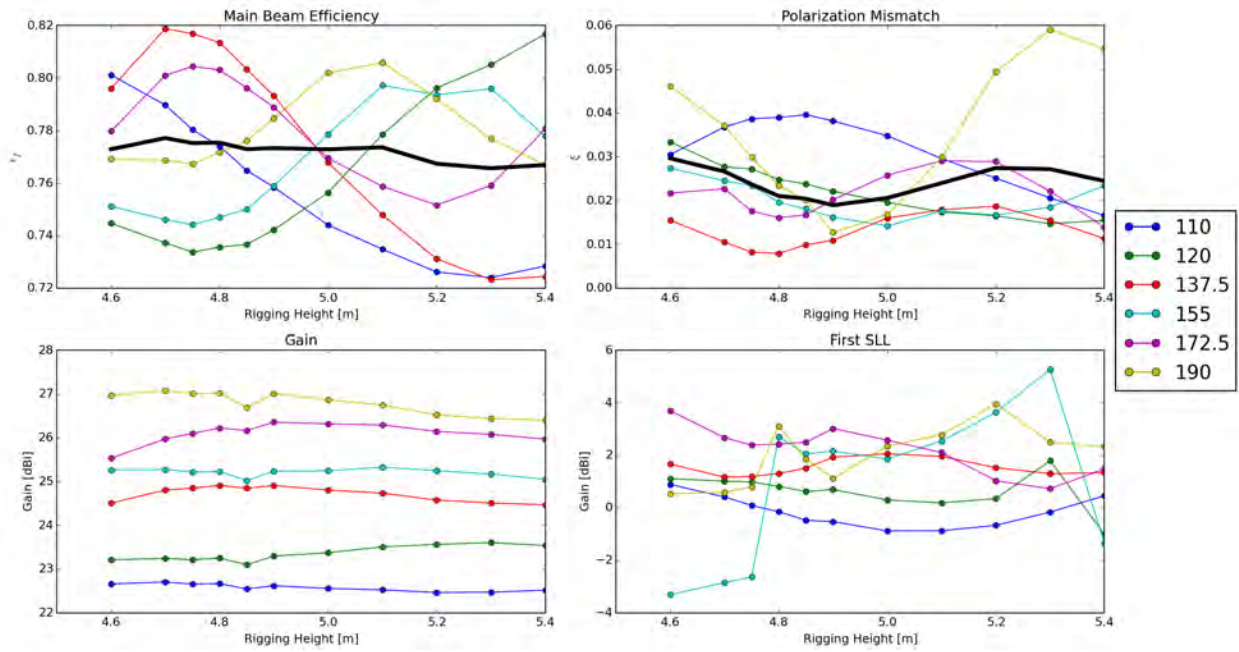 Main Beam Efficiency
0.82
0.80
0.78
0.76
0.74
0.72
4.6 4.8 5.0 5.2 5.4
Rigging Height [m]
Polarization Mismatch
0.06
0.05
0.04
0.03
0.02
0.01
0.00
ξ
4.6 4.8 5.0 5.2 5.4
Rigging Height [m]
Gain
28
27
26
25
24
23
22
Gain [dBI]
4.6 4.8 5.0 5.2 5.4
Rigging Height [m]
First SLL
6
4
2
0
−2
−4
Gain [dBI]
4.6 4.8 5.0 5.2 5.4
Rigging Height [m]
110
120
137.5
155
172.5
190